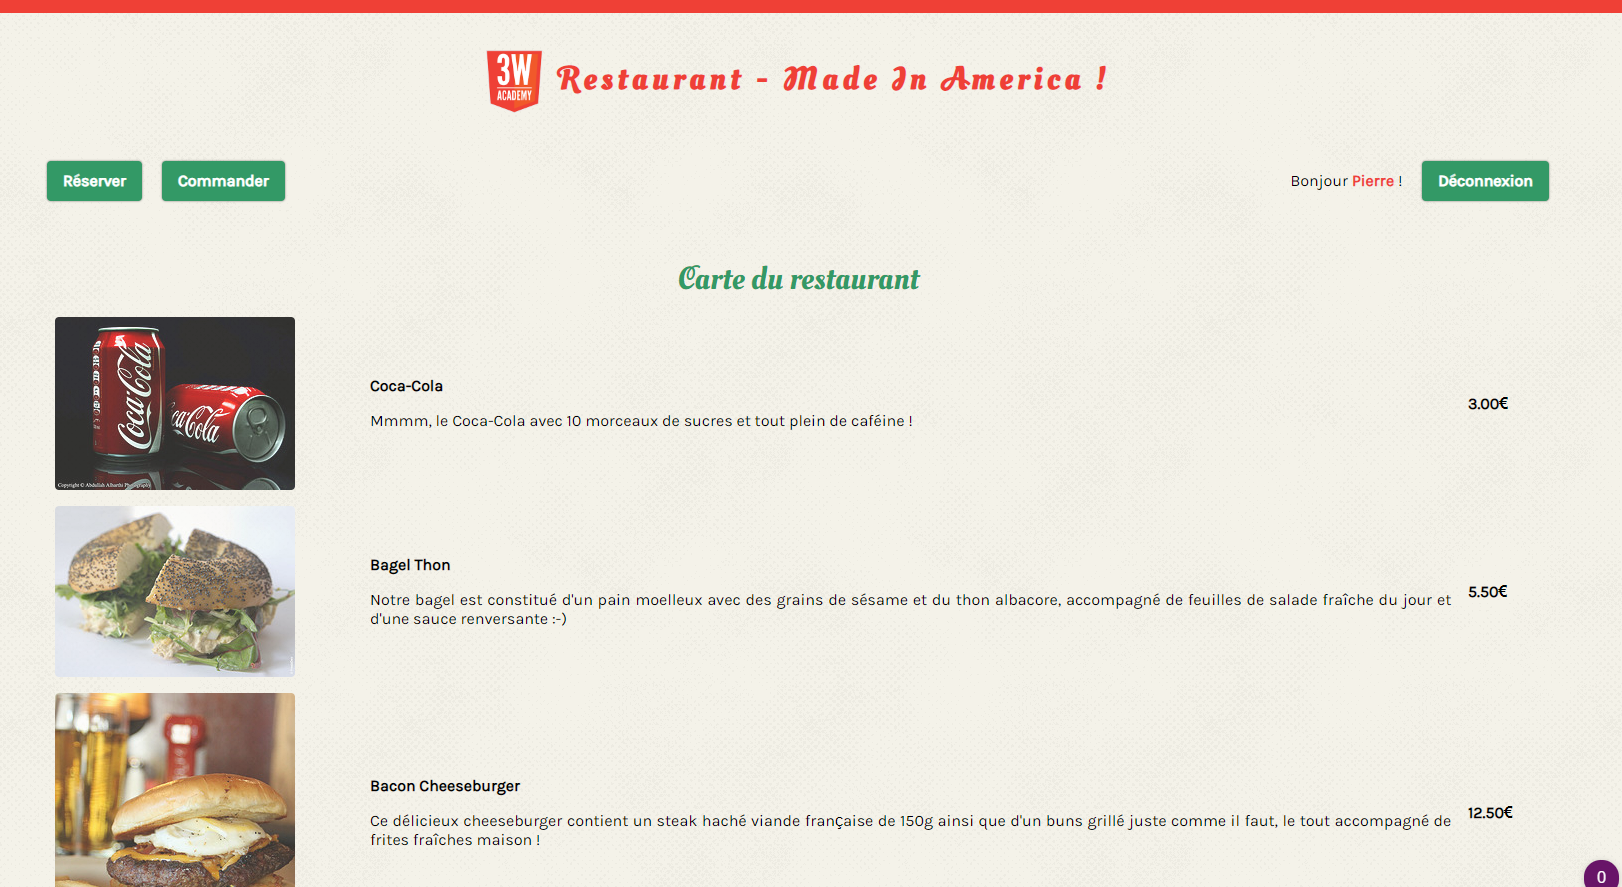 3W
ACADEMY
Restaurant - Made In America !
Réserver
Commander
Bonjour Pierre !
Déconnexion
Carte du restaurant
Coca-Cola
Coca-Cola
Copyright © Abdullah Alharthi Photography
Coca-Cola
Mmmm, le Coca-Cola avec 10 morceaux de sucres et tout plein de caféine !
3.00€
Bagel Thon
Notre bagel est constitué d'un pain moelleux avec des grains de sésame et du thon albacore, accompagné de feuilles de salade fraîche du jour et
d'une sauce renversante :-)
5.50€
Bacon Cheeseburger
Ce délicieux cheeseburger contient un steak haché viande française de 150g ainsi que d'un buns grillé juste comme il faut, le tout accompagné de
frites fraîches maison !
12.50€
0